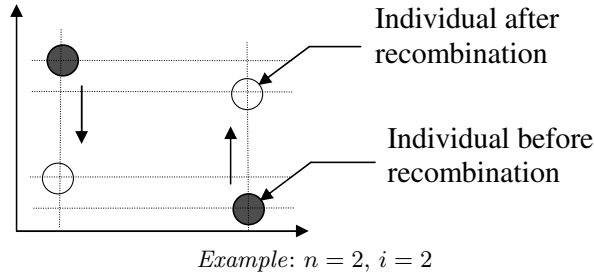 Individual after
recombination
Individual before
recombination
Example: n = 2, i = 2